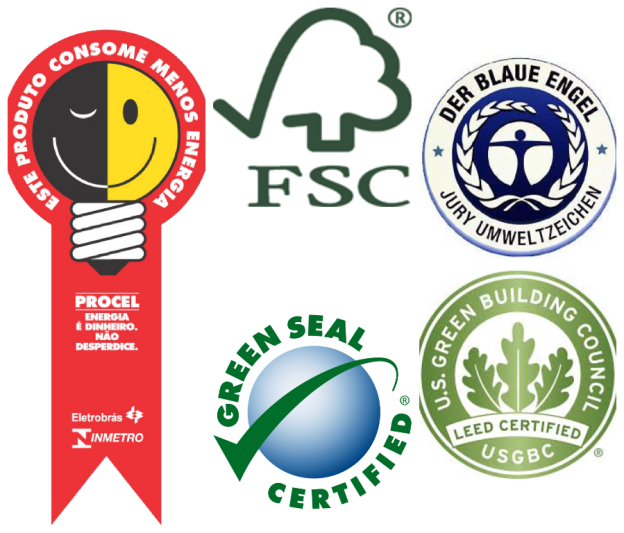 ESTE PRODUTO CONSOME MENOS ENERGIA
PROCEL
ENERGIA
É DINHEIRO.
NÃO
DESPERDICE.
Eletrobrás
INMETRO
®
FSC
DER BLAUE ENGEL
JURY UMWELTZEICHEN
GREEN SEAL
CERTIFIED
®
U.S. GREEN BUILDING COUNCIL
LEED CERTIFIED
USGBC
®